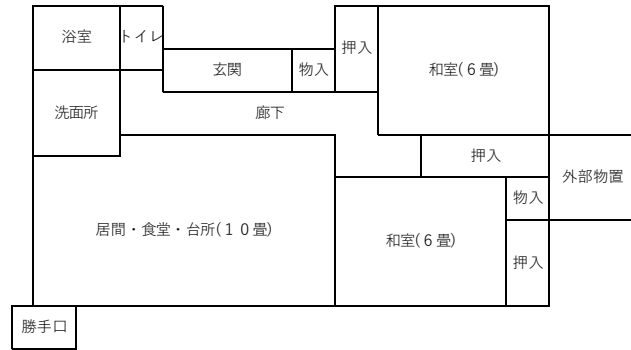 浴室
トイレ
押入
和室(６畳)
玄関
物入
洗面所
廊下
押入
外部物置
物入
居間・食堂・台所(１０畳)
和室(６畳)
押入
勝手口